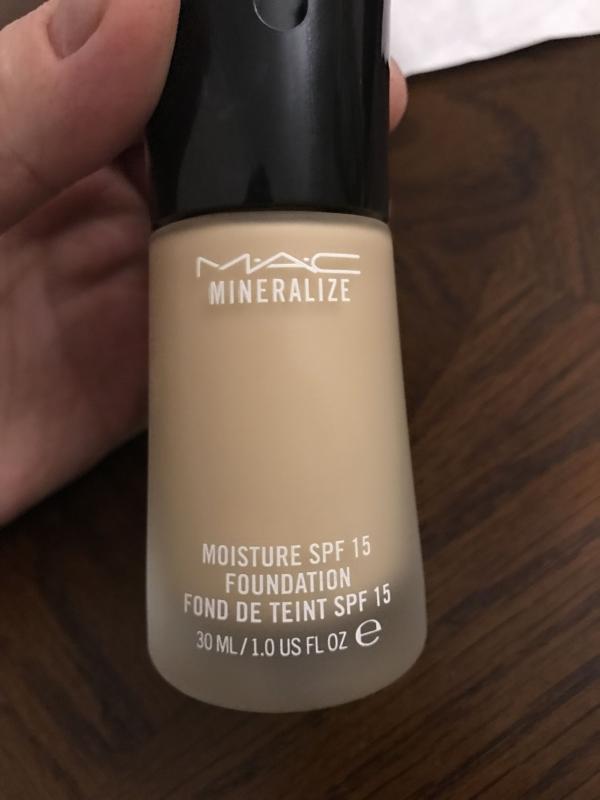 M·A·C
MINERALIZE
MOISTURE SPF 15
FOUNDATION
FOND DE TEINT SPF 15
30 ML / 1.0 US FL OZ ℮